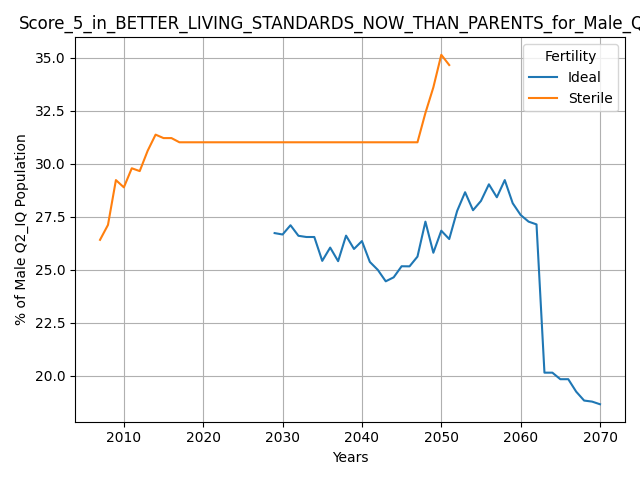 Score_5_in_BETTER_LIVING_STANDARDS_NOW_THAN_PARENTS_for_Male_Q
Fertility
Ideal
Sterile
35.0
32.5
30.0
27.5
25.0
22.5
20.0
% of Male Q2_IQ Population
2010 2020 2030 2040 2050 2060 2070
Years